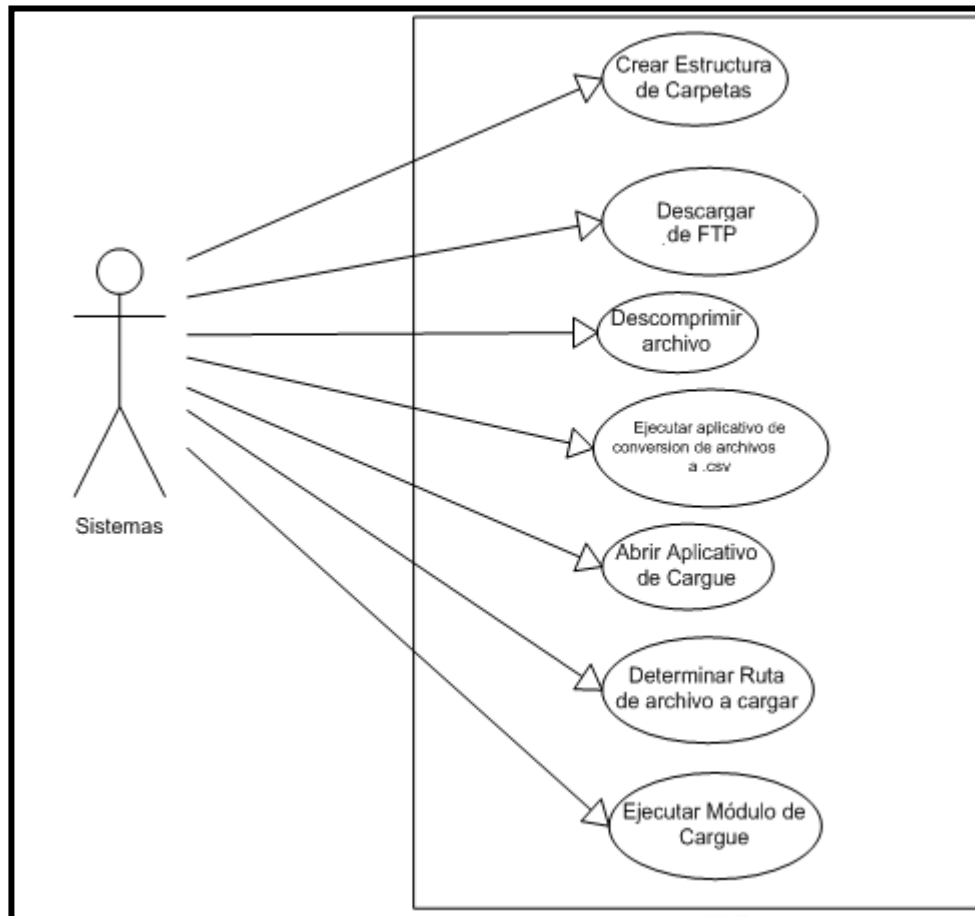 Crear Estructura
de Carpetas
Descargar
de FTP
Descomprimir
archivo
Ejecutar aplicativo de
conversion de archivos
a .csv
Abrir Aplicativo
de Cargue
Determinar Ruta
de archivo a cargar
Ejecutar Módulo de
Cargue
Sistemas